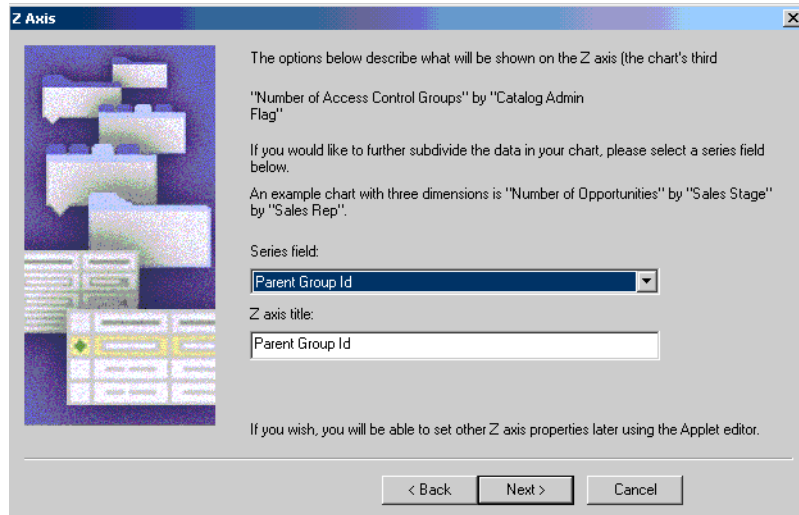 Z Axis
The options below describe what will be shown on the Z axis (the chart's third
"Number of Access Control Groups" by "Catalog Admin
Flag"
If you would like to further subdivide the data in your chart, please select a series field
below.
An example chart with three dimensions is "Number of Opportunities" by "Sales Stage"
by "Sales Rep".
Series field:
Parent Group Id
Z axis title:
Parent Group Id
If you wish, you will be able to set other Z axis properties later using the Applet editor.
< Back Next > Cancel